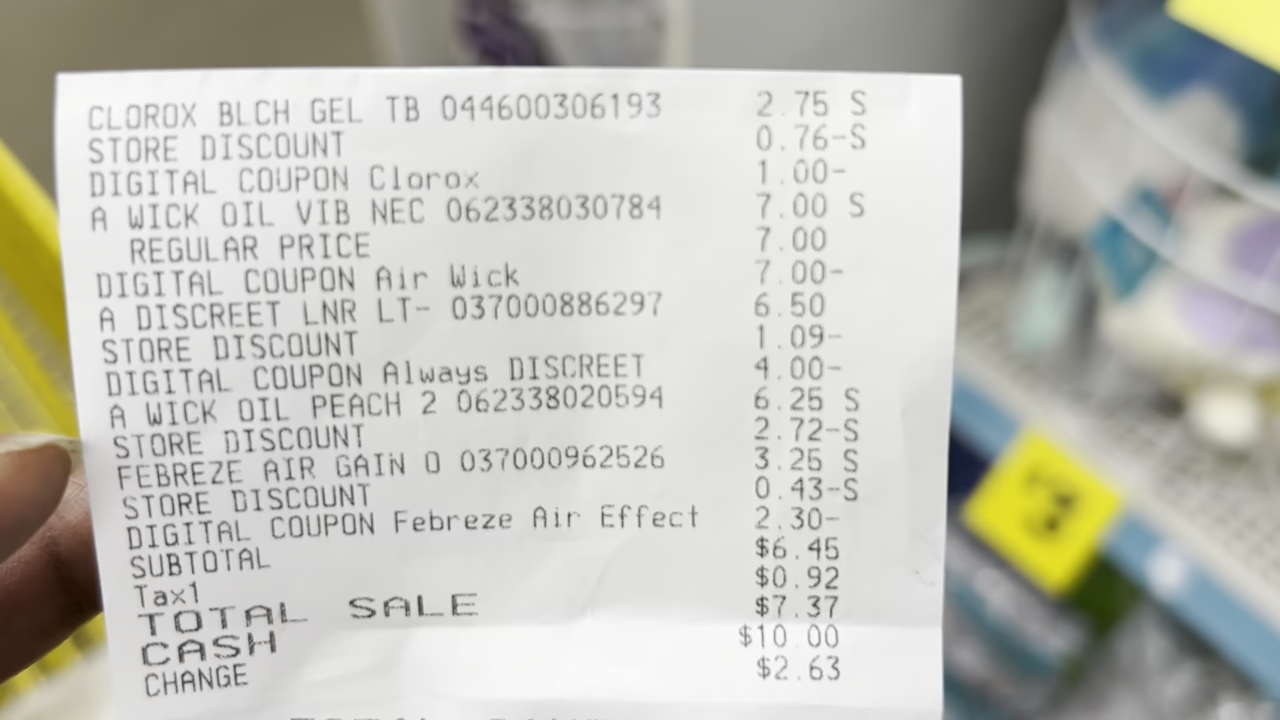 CLOROX BLCH GEL TB 044600306193 2.75 S
STORE DISCOUNT 0.76-S
DIGITAL COUPON Clorox 1.00-
A WICK OIL VIB NEC 062338030784 7.00 S
REGULAR PRICE 7.00
DIGITAL COUPON Air Wick 7.00-
A DISCREET LNR LT- 037000886297 6.50
STORE DISCOUNT 1.09-
DIGITAL COUPON Always DISCREET 4.00-
A WICK OIL PEACH 2 062338020594 6.25 S
STORE DISCOUNT 2.72-S
FEBREZE AIR GAIN O 037000962526 3.25 S
STORE DISCOUNT 0.43-S
DIGITAL COUPON Febreze Air Effect 2.30-
SUBTOTAL $6.45
Tax1 $0.92
TOTAL SALE $7.37
CASH $10.00
CHANGE $2.63